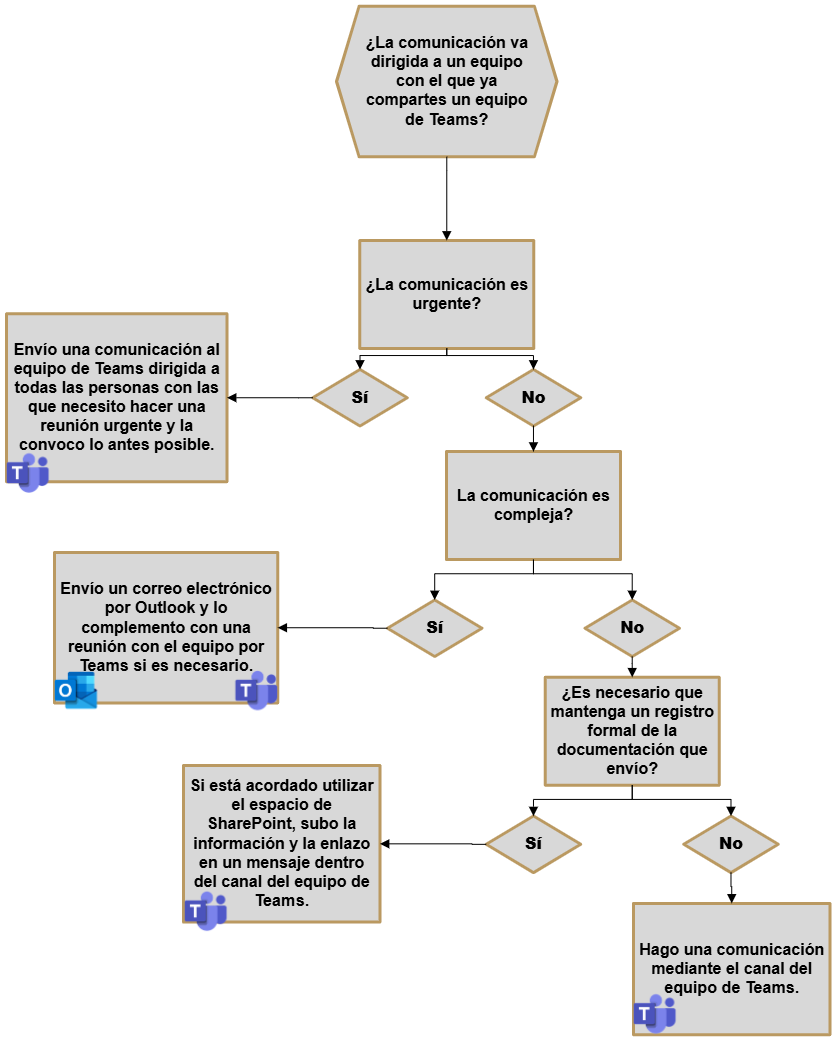 ¿La comunicación va
dirigida a un equipo
con el que ya
compartes un equipo
de Teams?
¿La comunicación es
urgente?
Envío una comunicación al
equipo de Teams dirigida a
todas las personas con las
que necesito hacer una
reunión urgente y la
convoco lo antes posible.
T
Sí
No
La comunicación es
compleja?
Envío un correo electrónico
por Outlook y lo
complemento con una
reunión con el equipo por
Teams si es necesario.
O
T
Sí
No
¿Es necesario que
mantenga un registro
formal de la
documentación que
envío?
Si está acordado utilizar
el espacio de
SharePoint, subo la
información y la enlazo
en un mensaje dentro
del canal del equipo de
Teams.
T
Sí
No
Hago una comunicación
mediante el canal del
equipo de Teams.
T